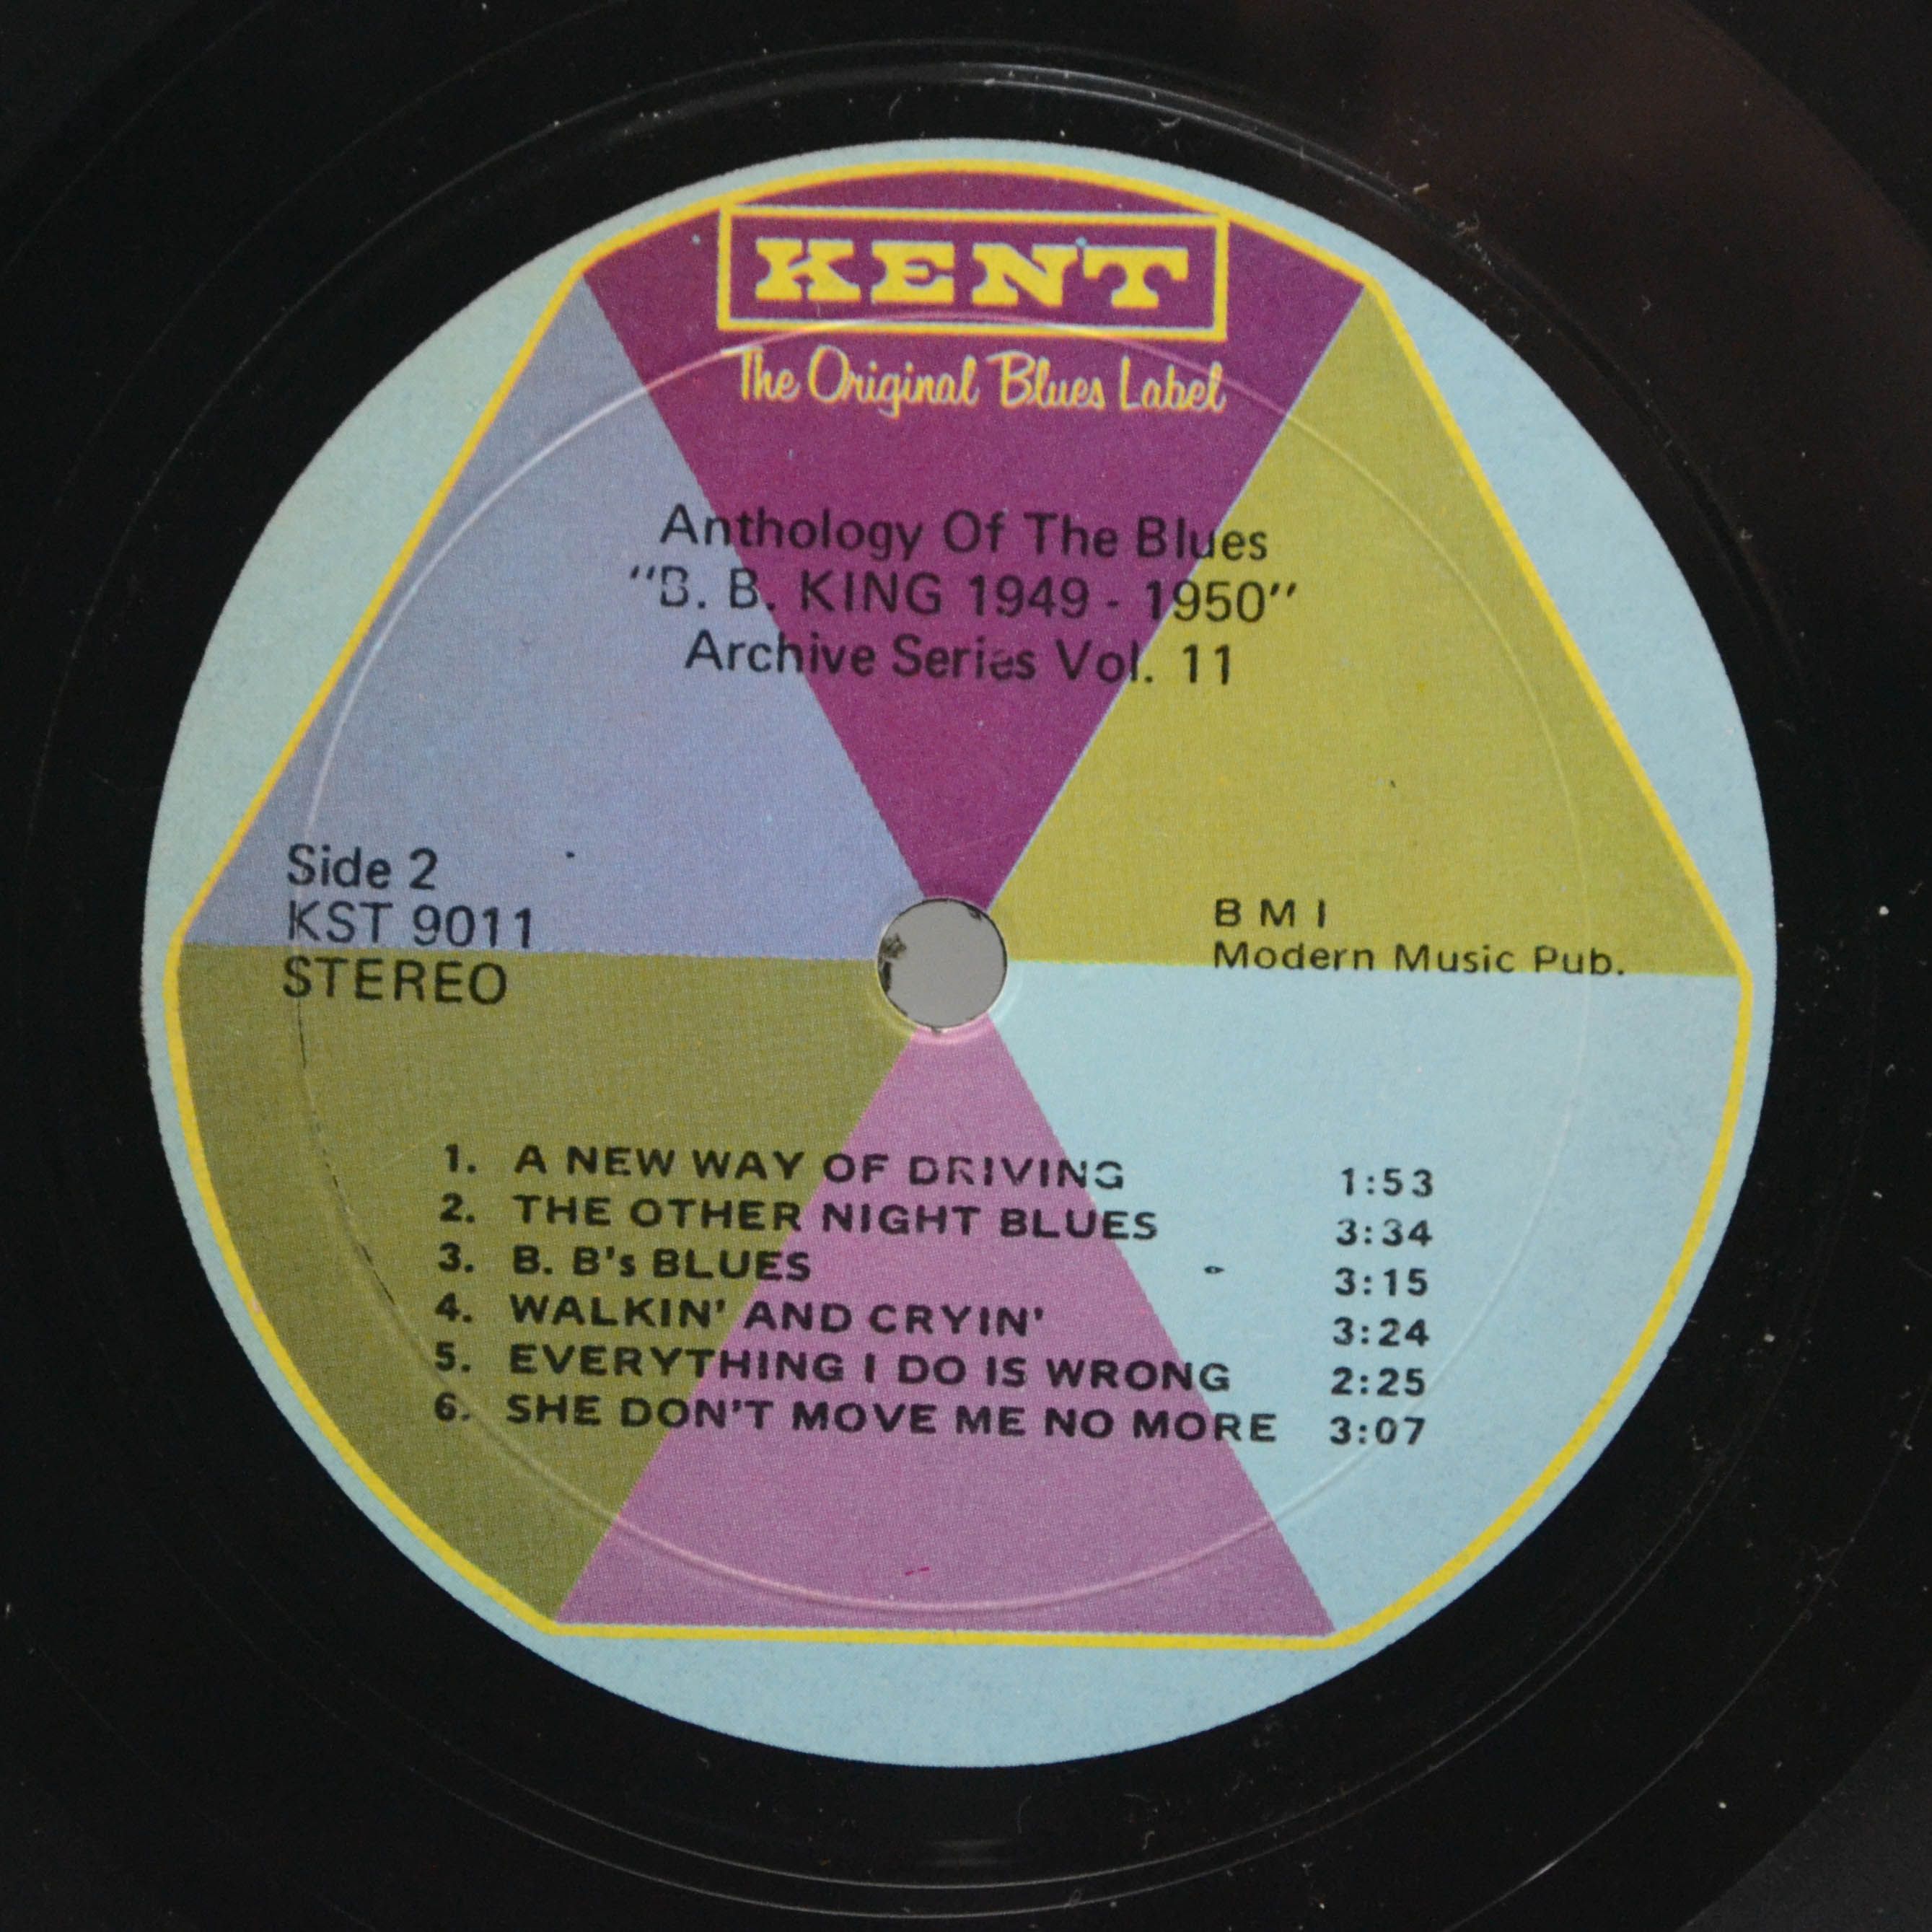 KENT
The Original Blues Label
Anthology Of The Blues
"B. B. KING 1949 - 1950"
Archive Series Vol. 11
Side 2
KST 9011
STEREO
B M I
Modern Music Pub.
1. A NEW WAY OF DRIVING 1:53
2. THE OTHER NIGHT BLUES 3:34
3. B. B's BLUES 3:15
4. WALKIN' AND CRYIN' 3:24
5. EVERYTHING I DO IS WRONG 2:25
6. SHE DON'T MOVE ME NO MORE 3:07